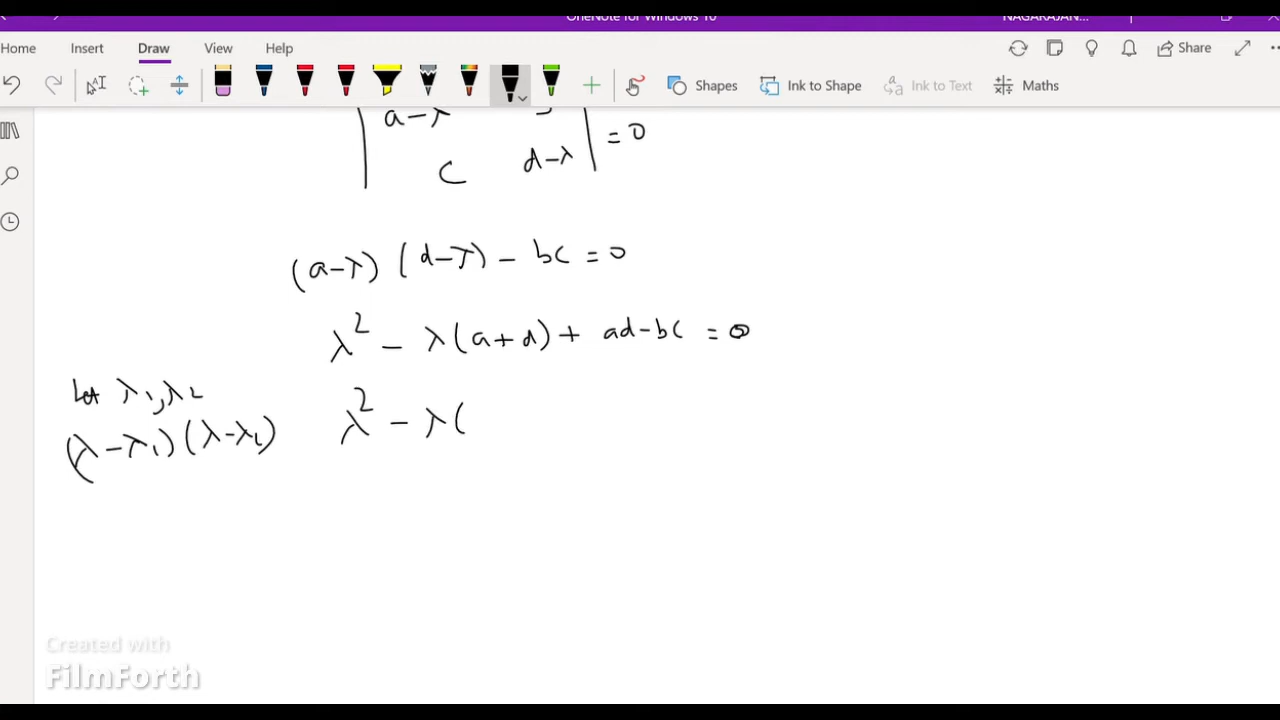 OneNote for Windows 10 NAGARAJAN...
Home Insert Draw View Help Share
Shapes Ink to Shape Ink to Text Maths
a-λ
= 0
C d-λ
(a-λ) (d-λ) - bc = 0
λ² - λ(a+d) + ad-bc = 0
Let λ₁, λ₂
(λ-λ₁)(λ-λ₂) λ² - λ(
Created with
FilmForth